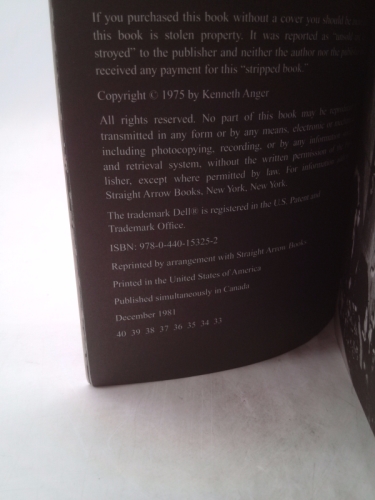 If you purchased this book without a cover you should be
this book is stolen property. It was reported as "unsold
stroyed" to the publisher and neither the author nor the
received any payment for this "stripped book."
Copyright © 1975 by Kenneth Anger
All rights reserved. No part of this book may be
transmitted in any form or by any means, electronic or
including photocopying, recording, or by any
and retrieval system, without the written permission of
lisher, except where permitted by law. For
Straight Arrow Books, New York, New York.
The trademark Dell® is registered in the U.S. Patent and
Trademark Office.
ISBN: 978-0-440-15325-2
Reprinted by arrangement with Straight Arrow Books
Printed in the United States of America
Published simultaneously in Canada
December 1981
40 39 38 37 36 35 34 33